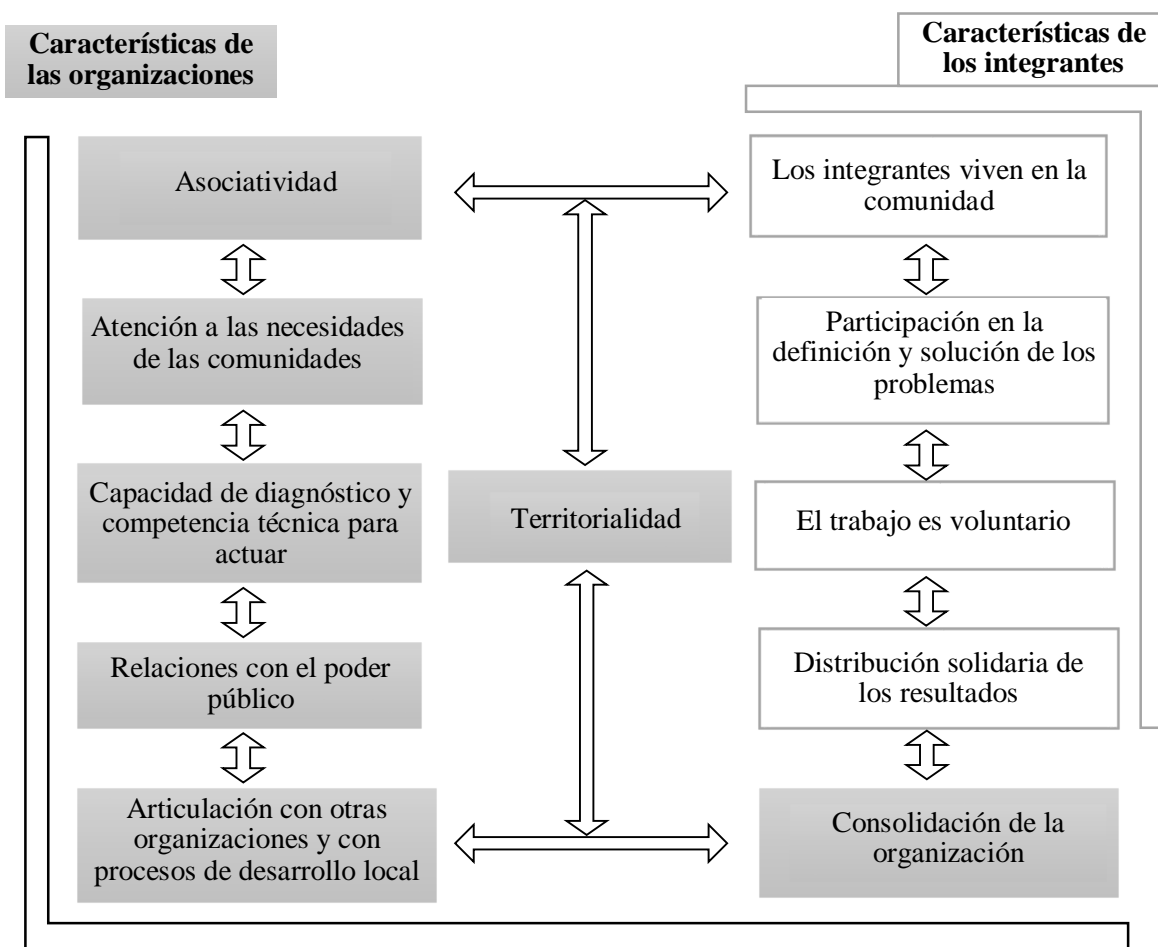 Características de
las organizaciones
Características de
los integrantes
Asociatividad
Los integrantes viven en la
comunidad
Atención a las necesidades
de las comunidades
Participación en la
definición y solución de los
problemas
Capacidad de diagnóstico y
competencia técnica para
actuar
Territorialidad
El trabajo es voluntario
Relaciones con el poder
público
Distribución solidaria de
los resultados
Articulación con otras
organizaciones y con
procesos de desarrollo local
Consolidación de la
organización